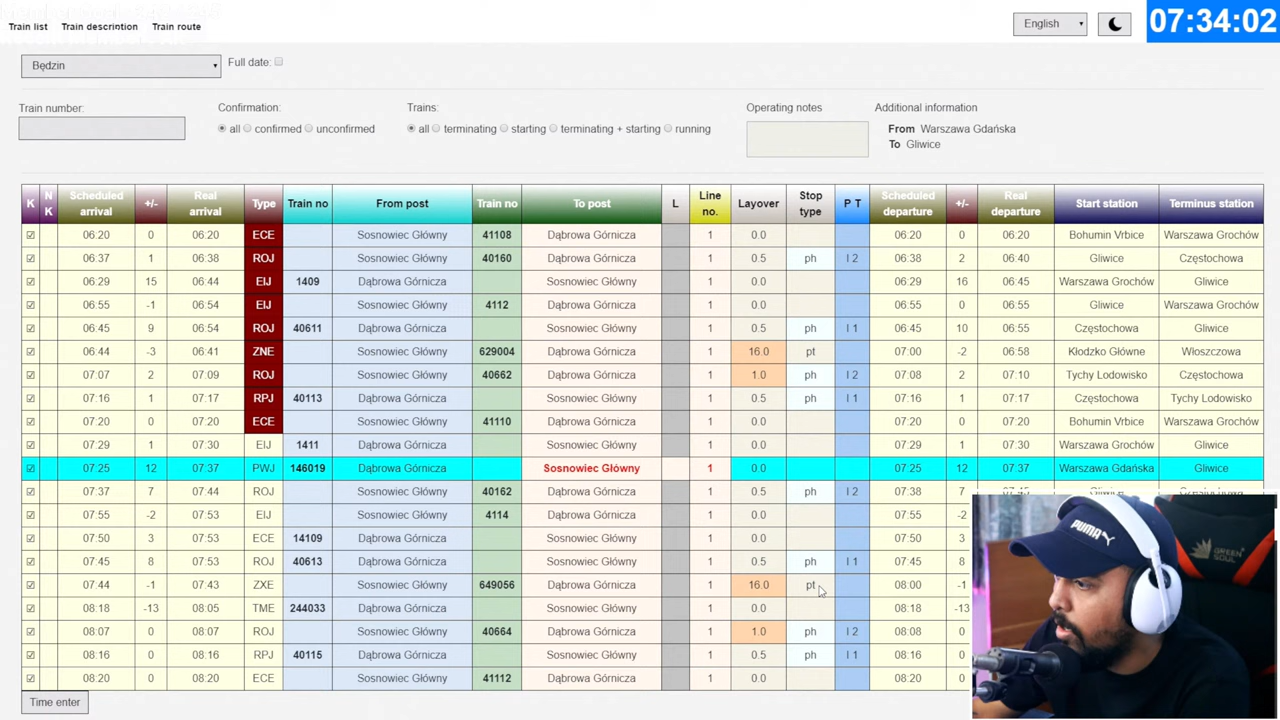 Train list Train description Train route English 07:34:02
Będzin Full date:
Train number: Confirmation: Trains: Operating notes Additional information
all confirmed unconfirmed all terminating starting terminating + starting running From Warszawa Gdańska
To Gliwice
K N K Scheduled arrival +/- Real arrival Type Train no From post Train no To post L Line no. Layover Stop type P T Scheduled departure +/- Real departure Start station Terminus station
06:20 0 06:20 ECE Sosnowiec Główny 41108 Dąbrowa Górnicza 1 0.0 06:20 0 06:20 Bohumin Vrbice Warszawa Grochów
06:37 1 06:38 ROJ Sosnowiec Główny 40160 Dąbrowa Górnicza 1 0.5 ph I 2 06:38 2 06:40 Gliwice Częstochowa
06:29 15 06:44 EIJ 1409 Dąbrowa Górnicza Sosnowiec Główny 1 0.0 06:29 16 06:45 Warszawa Grochów Gliwice
06:55 -1 06:54 EIJ Sosnowiec Główny 4112 Dąbrowa Górnicza 1 0.0 06:55 0 06:55 Gliwice Warszawa Grochów
06:45 9 06:54 ROJ 40611 Dąbrowa Górnicza Sosnowiec Główny 1 0.5 ph I 1 06:45 10 06:55 Częstochowa Gliwice
06:44 -3 06:41 ZNE Sosnowiec Główny 629004 Dąbrowa Górnicza 1 16.0 pt 07:00 -2 06:58 Kłodzko Główne Włoszczowa
07:07 2 07:09 ROJ Sosnowiec Główny 40662 Dąbrowa Górnicza 1 1.0 ph I 2 07:08 2 07:10 Tychy Lodowisko Częstochowa
07:16 1 07:17 RPJ 40113 Dąbrowa Górnicza Sosnowiec Główny 1 0.5 ph I 1 07:16 1 07:17 Częstochowa Tychy Lodowisko
07:20 0 07:20 ECE Sosnowiec Główny 41110 Dąbrowa Górnicza 1 0.0 07:20 0 07:20 Bohumin Vrbice Warszawa Grochów
07:29 1 07:30 EIJ 1411 Dąbrowa Górnicza Sosnowiec Główny 1 0.0 07:29 1 07:30 Warszawa Grochów Gliwice
07:25 12 07:37 PWJ 146019 Dąbrowa Górnicza Sosnowiec Główny 1 0.0 07:25 12 07:37 Warszawa Gdańska Gliwice
07:37 7 07:44 ROJ Sosnowiec Główny 40162 Dąbrowa Górnicza 1 0.5 ph I 2 07:38 7
07:55 -2 07:53 EIJ Sosnowiec Główny 4114 Dąbrowa Górnicza 1 0.0 07:55 -2
07:50 3 07:53 ECE 14109 Dąbrowa Górnicza Sosnowiec Główny 1 0.0 07:50 3
07:45 8 07:53 ROJ 40613 Dąbrowa Górnicza Sosnowiec Główny 1 0.5 ph I 1 07:45 8
07:44 -1 07:43 ZXE Sosnowiec Główny 649056 Dąbrowa Górnicza 1 16.0 pt 08:00 -1
08:18 -13 08:05 TME 244033 Dąbrowa Górnicza Sosnowiec Główny 1 0.0 08:18 -13
08:07 0 08:07 ROJ Sosnowiec Główny 40664 Dąbrowa Górnicza 1 1.0 ph I 2 08:08 0
08:16 0 08:16 RPJ 40115 Dąbrowa Górnicza Sosnowiec Główny 1 0.5 ph I 1 08:16 0
08:20 0 08:20 ECE Sosnowiec Główny 41112 Dąbrowa Górnicza 1 0.0 08:20 0
Time enter
PUMA
GREEN SOUL